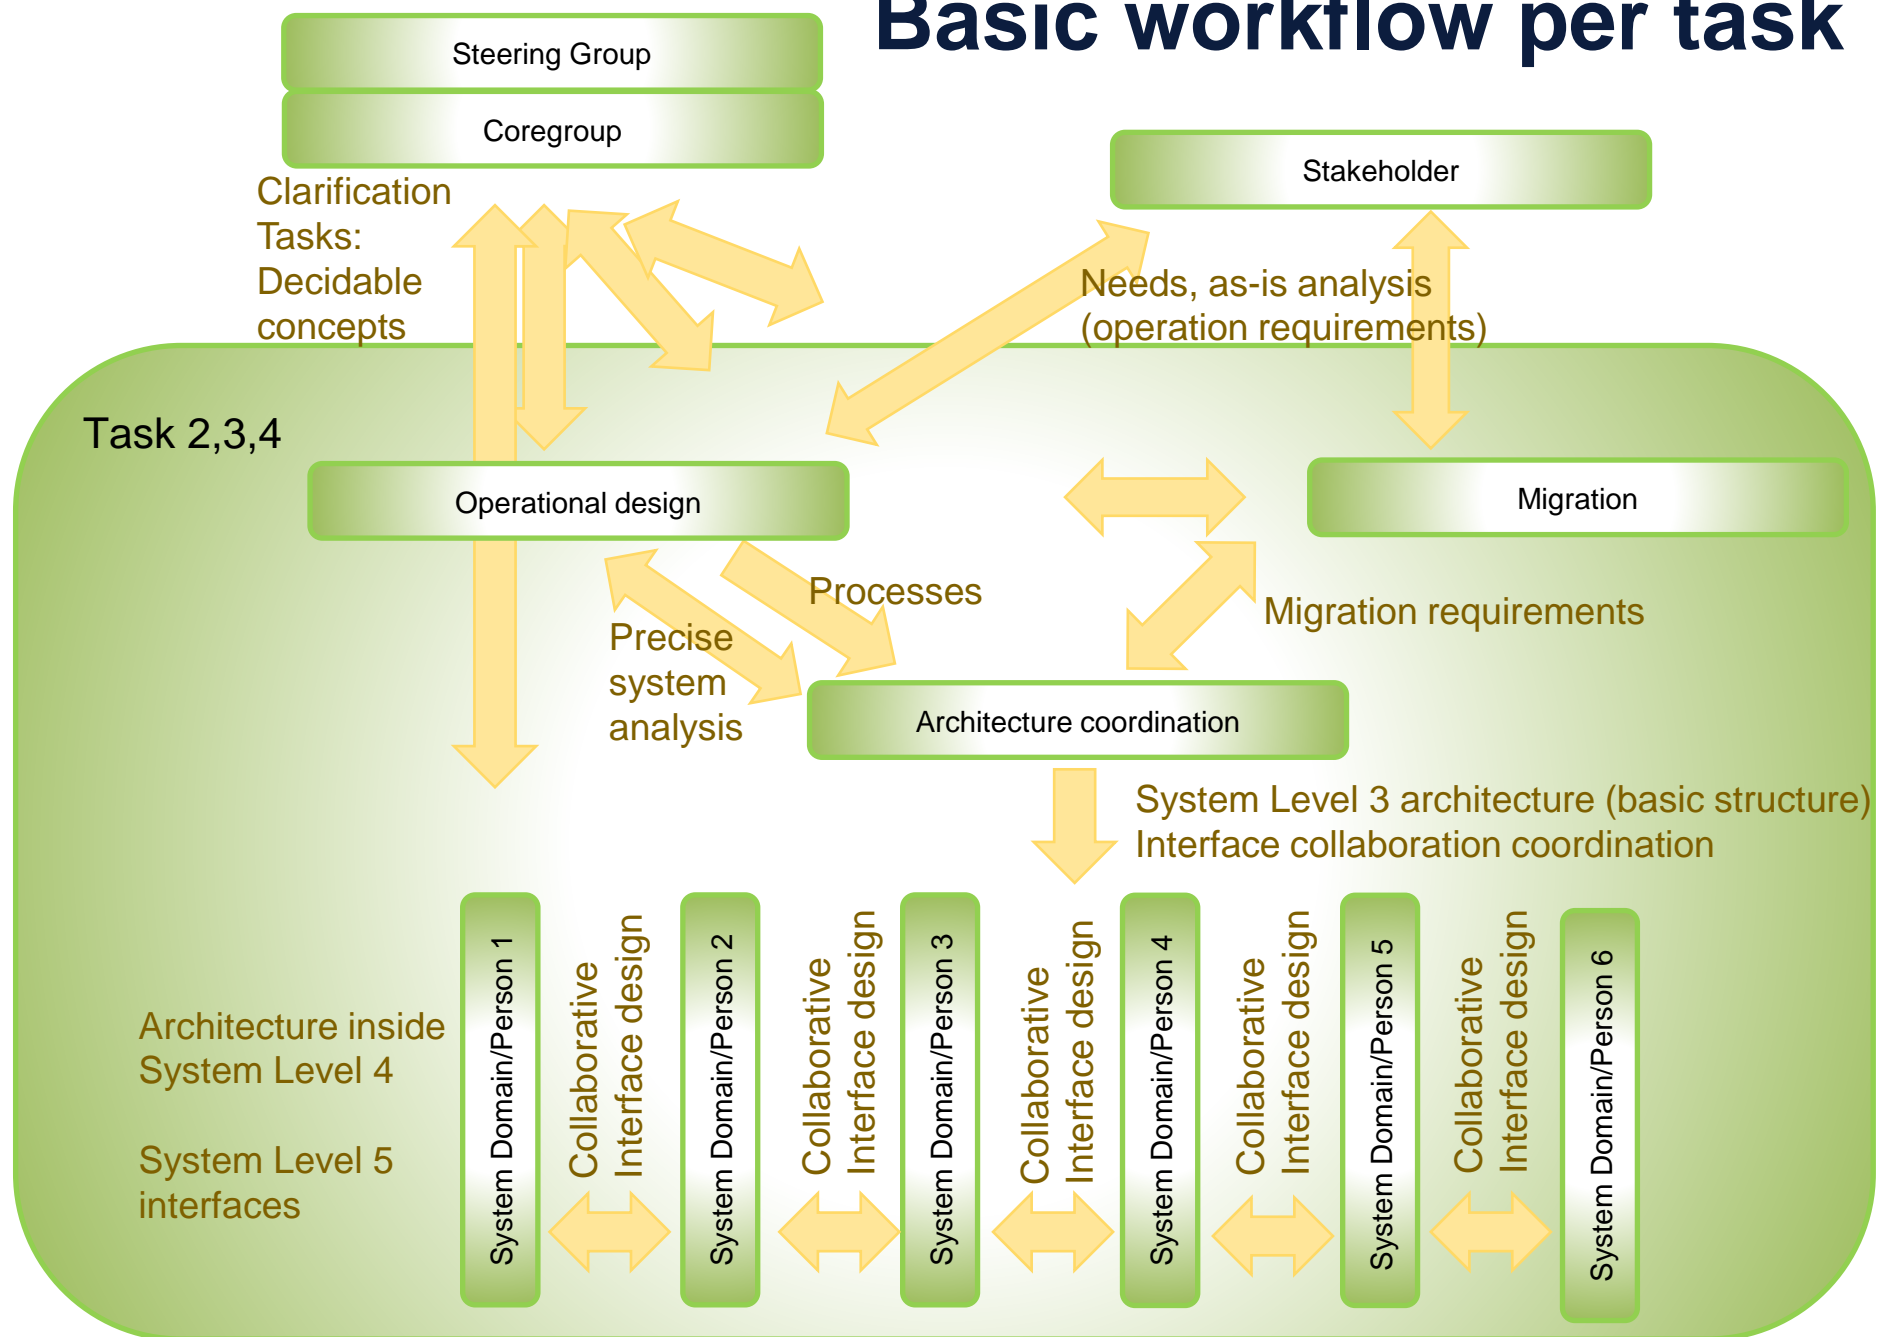 Basic workflow per task
Steering Group
Coregroup
Stakeholder
Clarification
Tasks:
Decidable
concepts
Needs, as-is analysis
(operation requirements)
Task 2,3,4
Operational design
Migration
Processes
Precise
system
analysis
Migration requirements
Architecture coordination
System Level 3 architecture (basic structure)
Interface collaboration coordination
Architecture inside
System Level 4
System Level 5
interfaces
System Domain/Person 1
Collaborative
Interface design
System Domain/Person 2
Collaborative
Interface design
System Domain/Person 3
Collaborative
Interface design
System Domain/Person 4
Collaborative
Interface design
System Domain/Person 5
Collaborative
Interface design
System Domain/Person 6